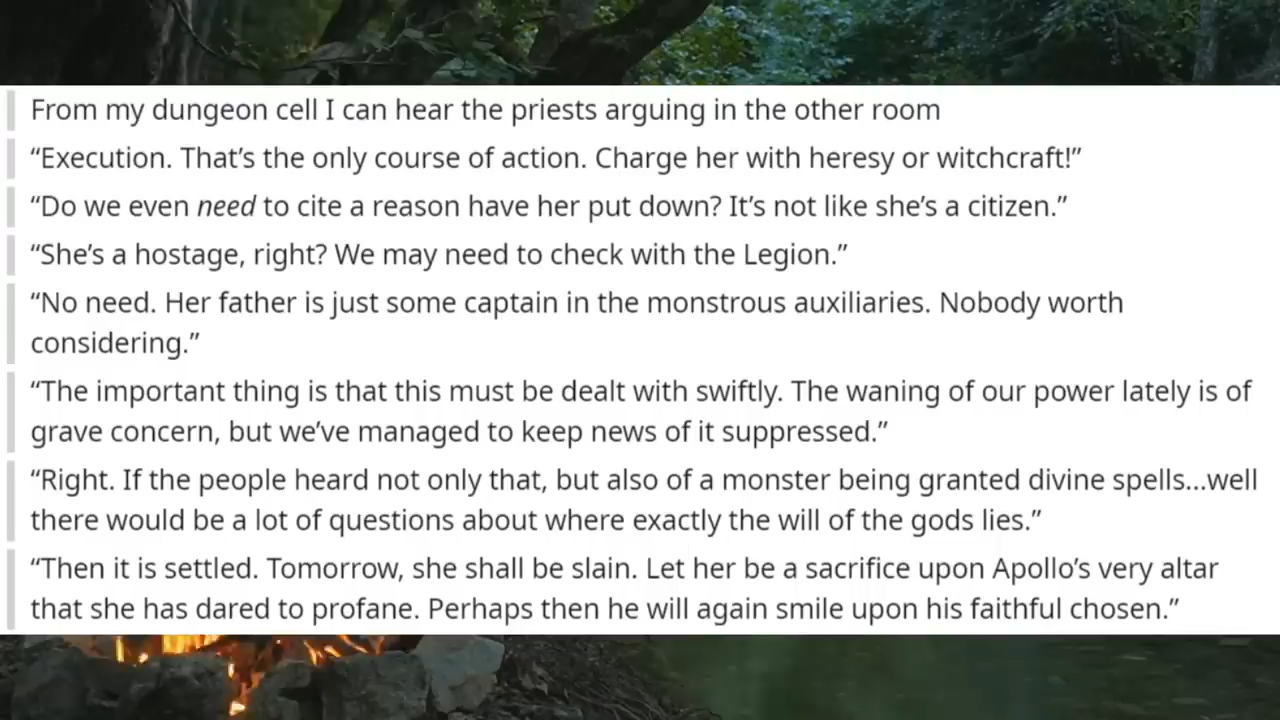 From my dungeon cell I can hear the priests arguing in the other room
“Execution. That’s the only course of action. Charge her with heresy or witchcraft!”
“Do we even need to cite a reason have her put down? It’s not like she’s a citizen.”
“She’s a hostage, right? We may need to check with the Legion.”
“No need. Her father is just some captain in the monstrous auxiliaries. Nobody worth
considering.”
“The important thing is that this must be dealt with swiftly. The waning of our power lately is of
grave concern, but we’ve managed to keep news of it suppressed.”
“Right. If the people heard not only that, but also of a monster being granted divine spells...well
there would be a lot of questions about where exactly the will of the gods lies.”
“Then it is settled. Tomorrow, she shall be slain. Let her be a sacrifice upon Apollo’s very altar
that she has dared to profane. Perhaps then he will again smile upon his faithful chosen.”